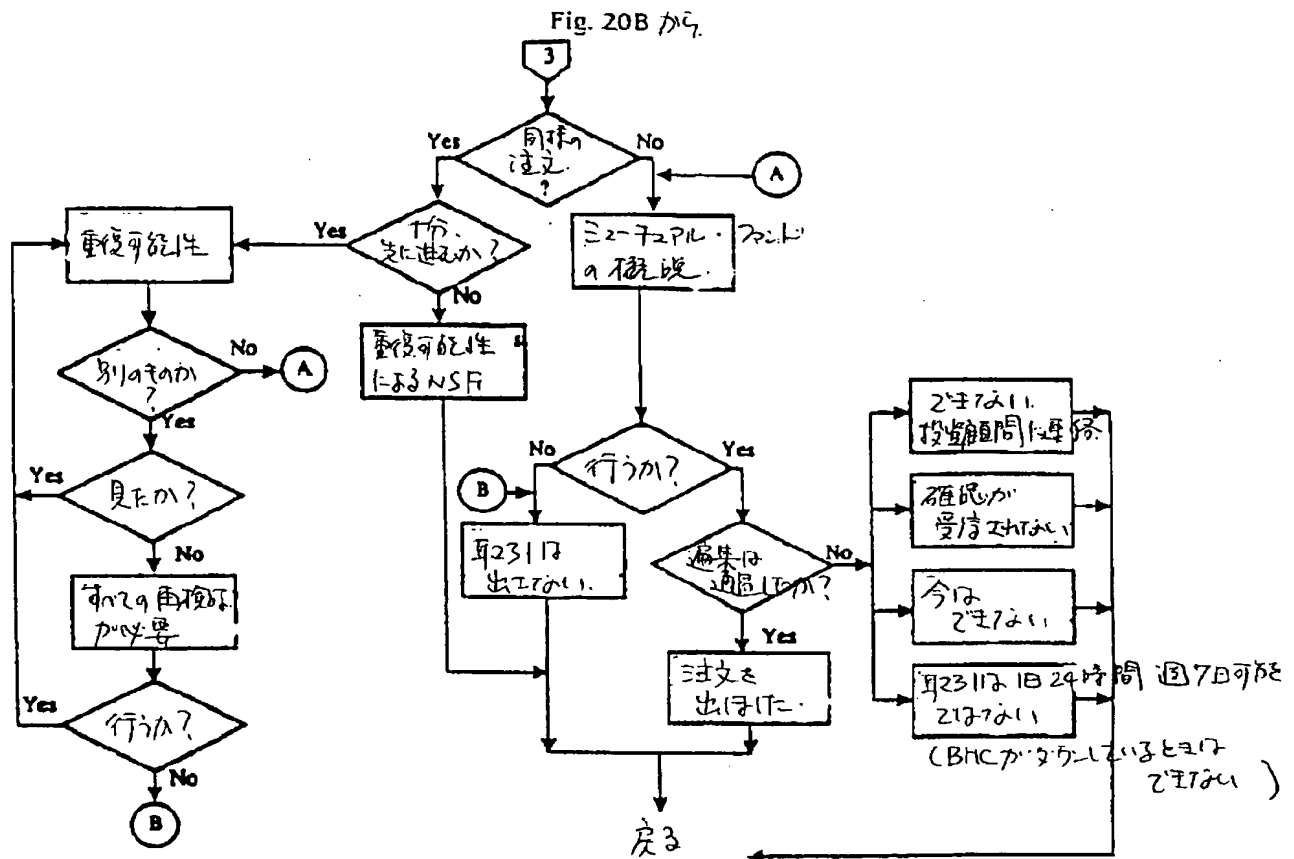 Fig. 20B から
3
同様の
注文
?
Yes
No
A
十分、
先に進むか?
Yes
No
重複可能性
ミューチュアル・ファンド
の概説.
別のものか
?
No
A
Yes
重複可能性
によるNSF
見たか?
Yes
No
すべての再検討
が必要
行うか?
Yes
No
B
行うか?
No
Yes
B
取引は
出せない.
編集は
通過したか?
No
Yes
注文を
出しました.
できない.
投資顧問に連絡.
確認が
受信されない
今は
できない
取引は1日24時間 週7日可能
ではない
(BHCがダウンしているときは
できない)
戻る